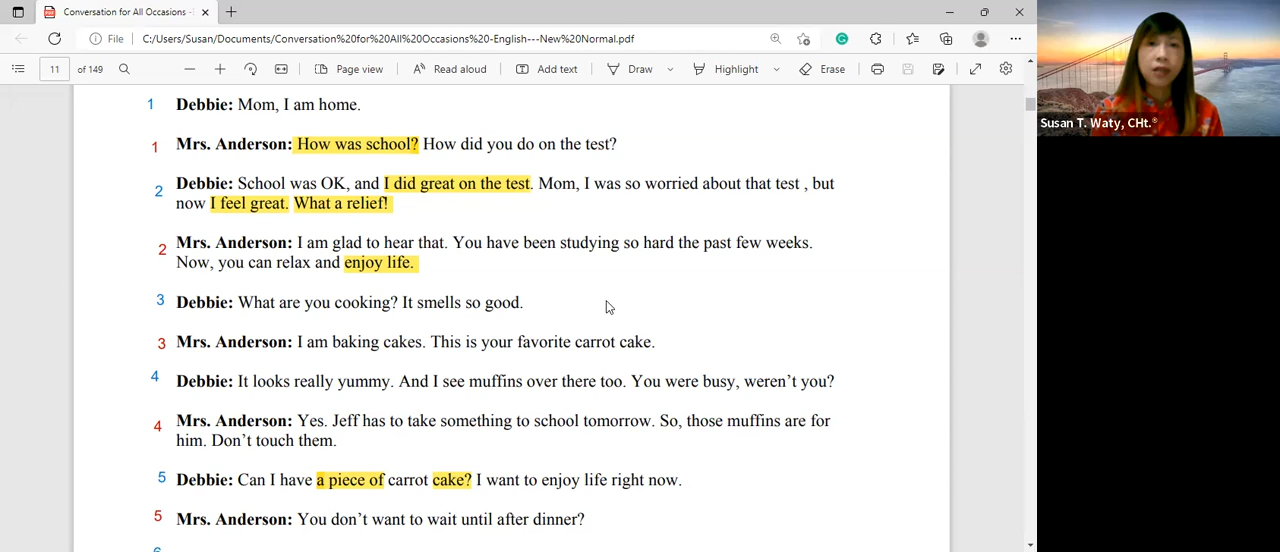 Conversation for All Occasions -
File C:/Users/Susan/Documents/Conversation%20for%20All%20Occasions%20-English---New%20Normal.pdf
11 of 149 Page view Read aloud Add text Draw Highlight Erase
Susan T. Waty, CHt.®
1 Debbie: Mom, I am home.
1 Mrs. Anderson: How was school? How did you do on the test?
2 Debbie: School was OK, and I did great on the test. Mom, I was so worried about that test , but
now I feel great. What a relief!
2 Mrs. Anderson: I am glad to hear that. You have been studying so hard the past few weeks.
Now, you can relax and enjoy life.
3 Debbie: What are you cooking? It smells so good.
3 Mrs. Anderson: I am baking cakes. This is your favorite carrot cake.
4 Debbie: It looks really yummy. And I see muffins over there too. You were busy, weren’t you?
4 Mrs. Anderson: Yes. Jeff has to take something to school tomorrow. So, those muffins are for
him. Don’t touch them.
5 Debbie: Can I have a piece of carrot cake? I want to enjoy life right now.
5 Mrs. Anderson: You don’t want to wait until after dinner?